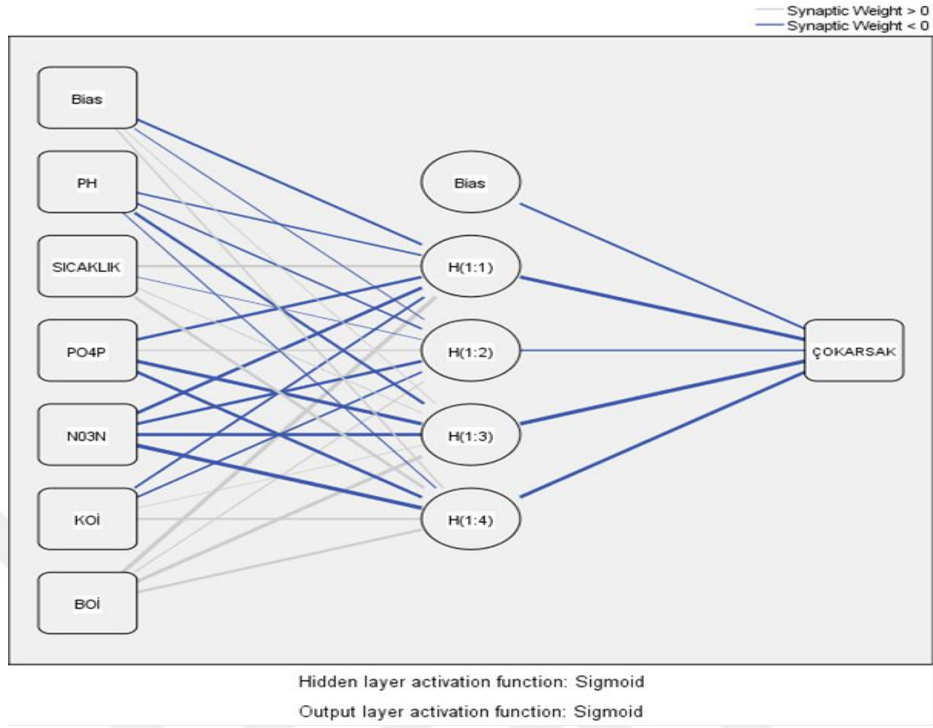 Synaptic Weight > 0
Synaptic Weight < 0
Bias
PH
SICAKLIK
PO4P
N03N
KOİ
BOİ
Bias
H(1:1)
H(1:2)
H(1:3)
H(1:4)
ÇOKARSAK
Hidden layer activation function: Sigmoid
Output layer activation function: Sigmoid